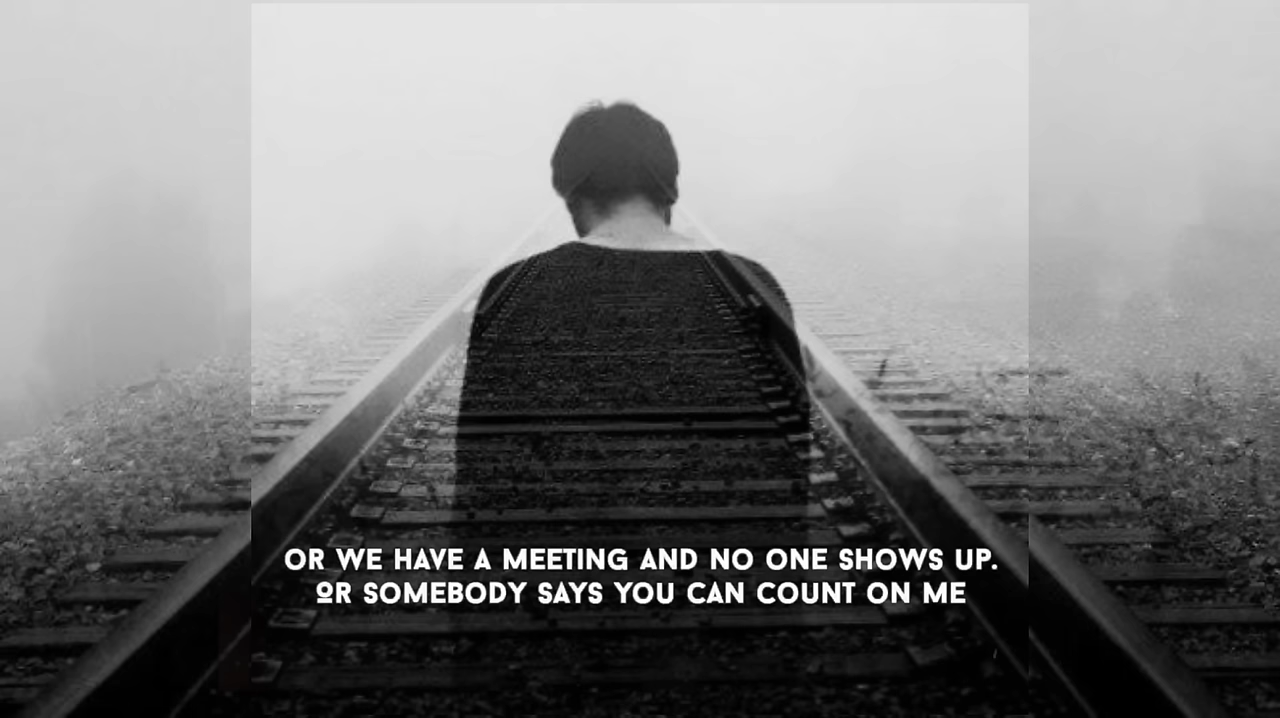 OR WE HAVE A MEETING AND NO ONE SHOWS UP.
OR SOMEBODY SAYS YOU CAN COUNT ON ME